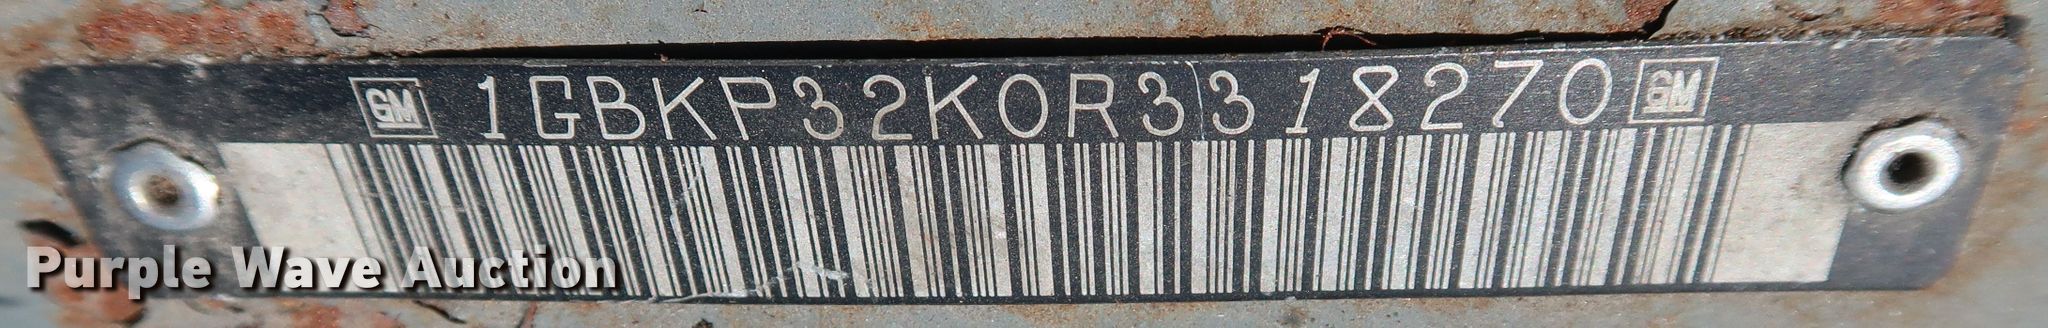 GM 1GBKP32K0R3318270 GM
Purple Wave Auction